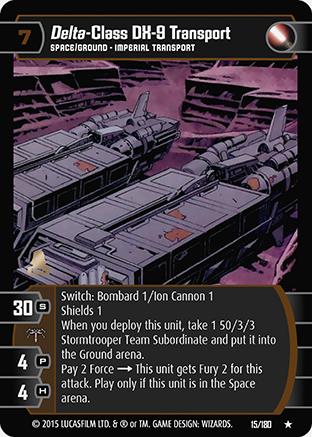 7
Delta-Class DX-9 Transport
SPACE/GROUND - IMPERIAL TRANSPORT
30 S
4 P
4 H
Switch: Bombard 1/Ion Cannon 1
Shields 1
When you deploy this unit, take 1 50/3/3
Stormtrooper Team Subordinate and put it into
the Ground arena.
Pay 2 Force → This unit gets Fury 2 for this
attack. Play only if this unit is in the Space
arena.
© 2015 LUCASFILM LTD. & ® or TM. GAME DESIGN: WIZARDS.
15/180 ★